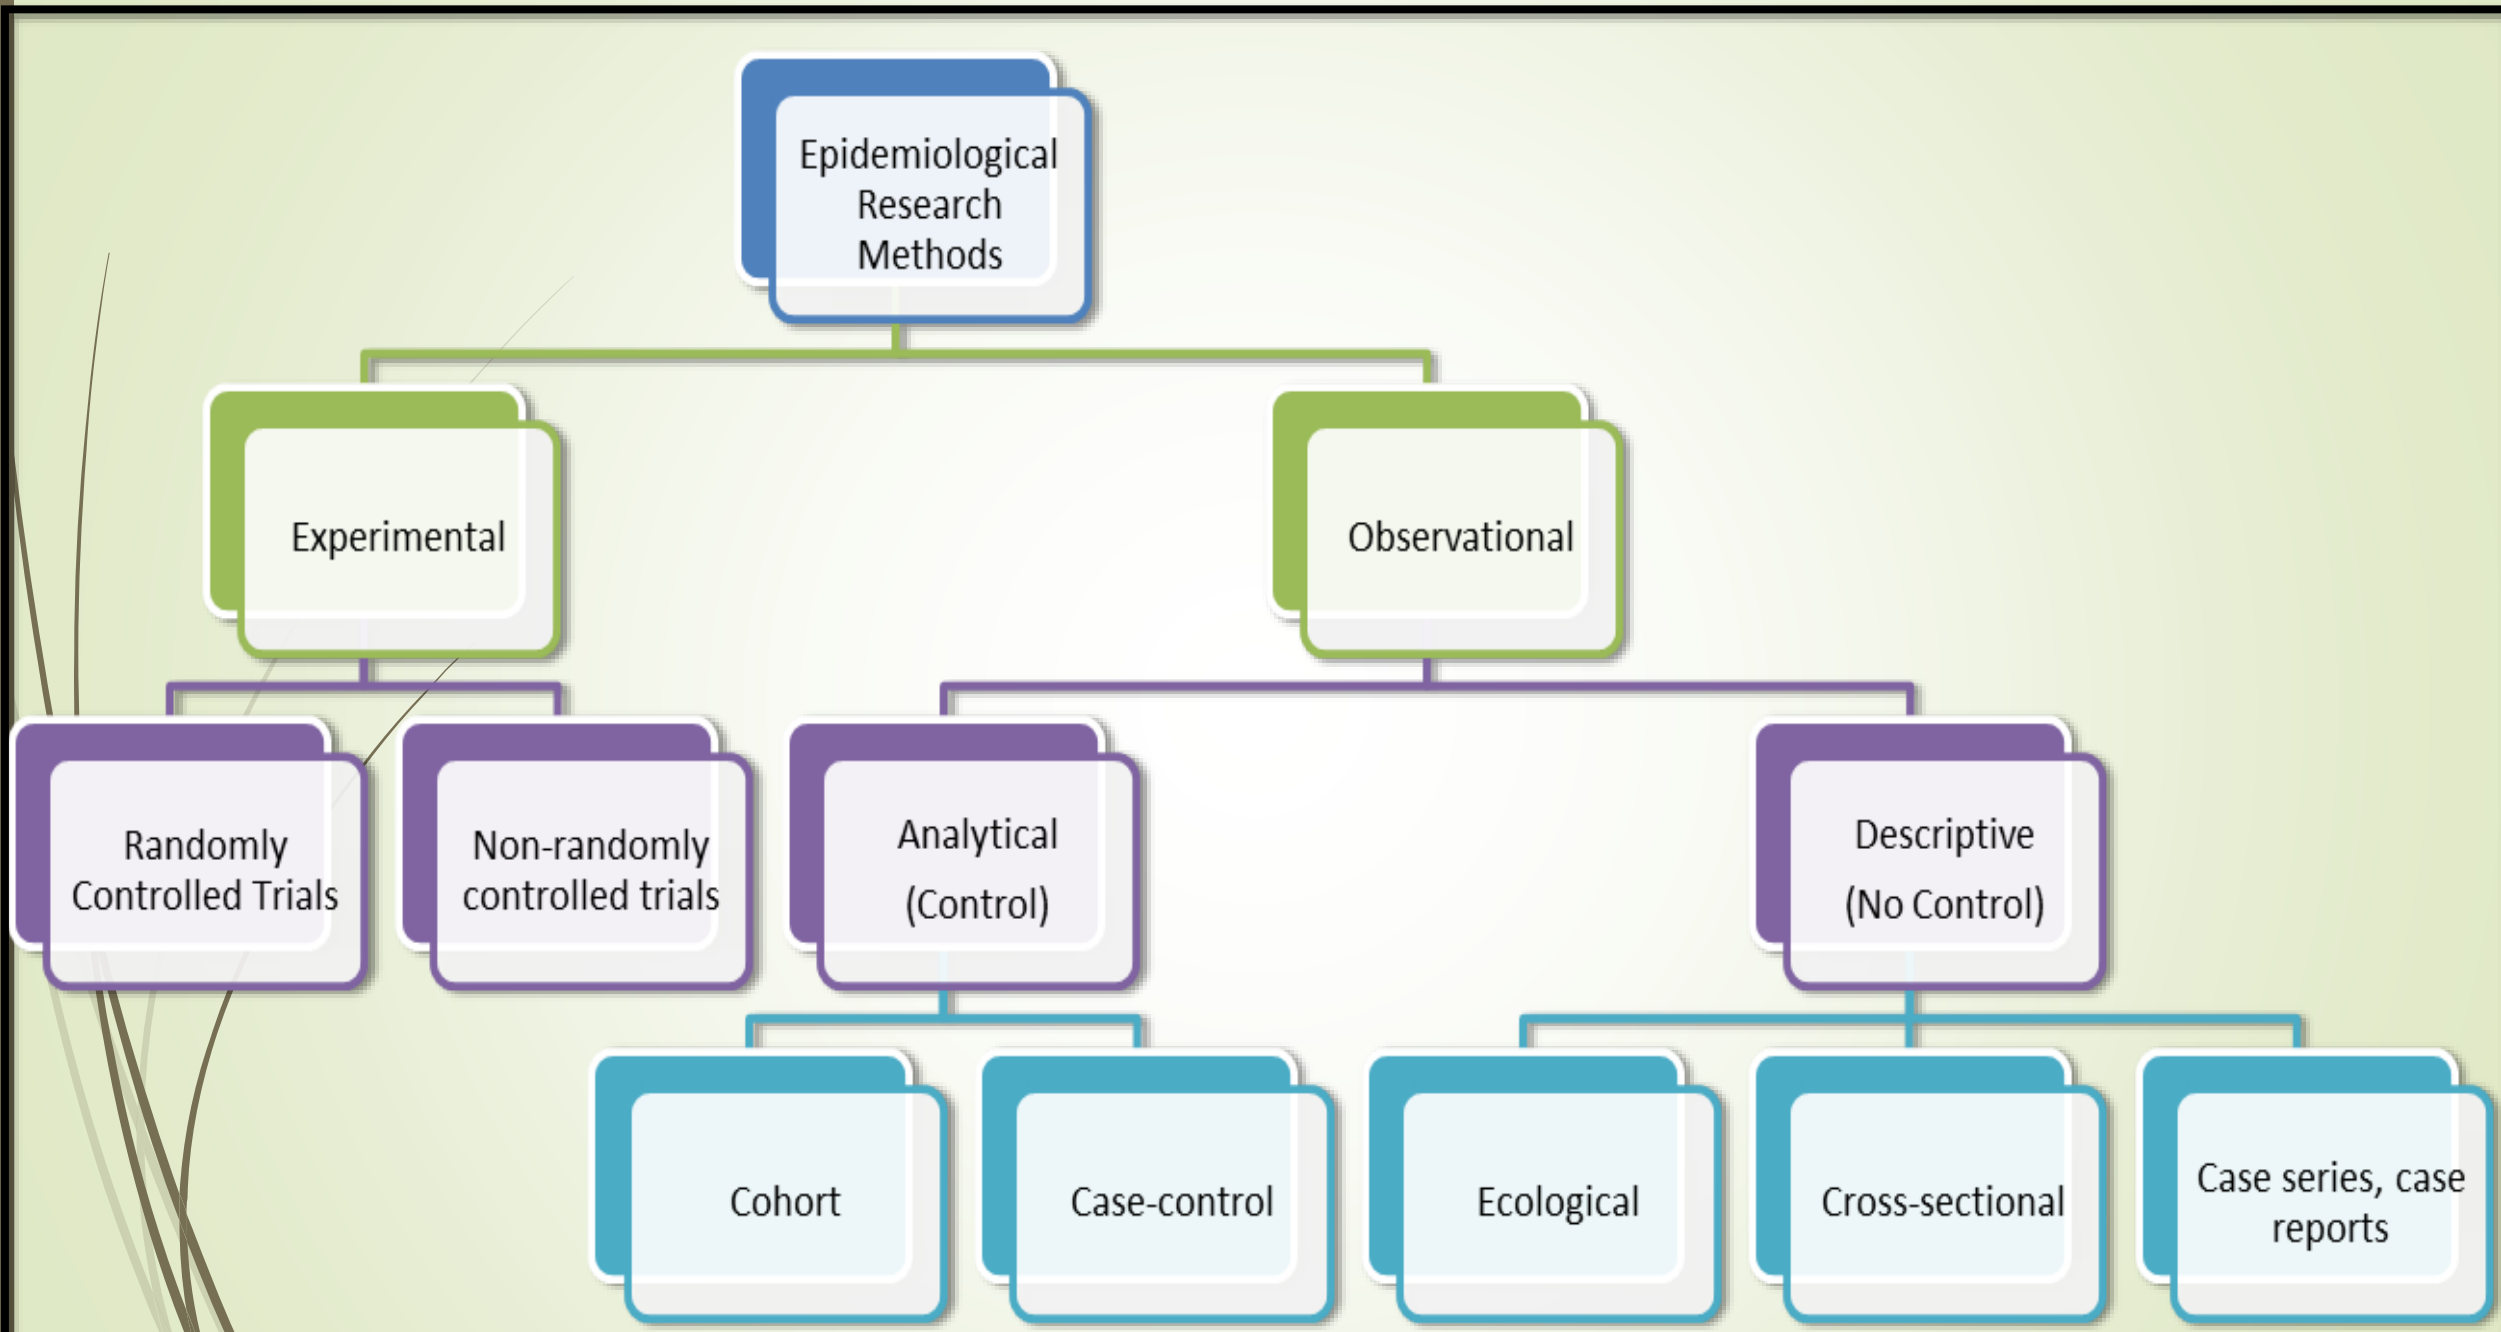 Epidemiological
Research
Methods
Experimental
Observational
Randomly
Controlled Trials
Non-randomly
controlled trials
Analytical
(Control)
Descriptive
(No Control)
Cohort
Case-control
Ecological
Cross-sectional
Case series, case
reports